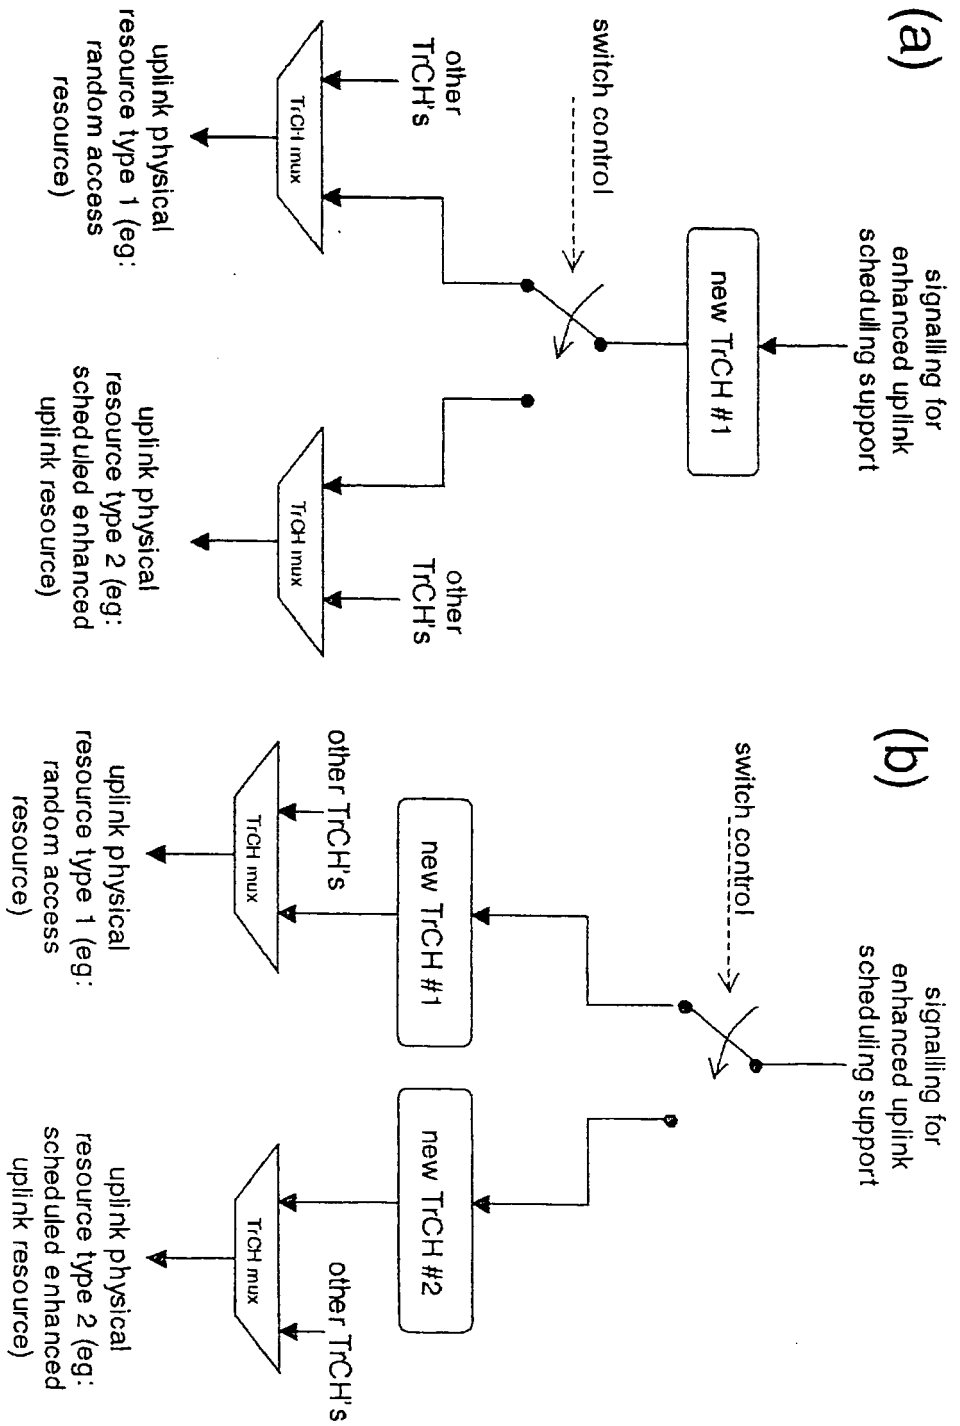 (a)
signalling for
enhanced uplink
scheduling support
switch control
new TrCH #1
other
TrCH's
other
TrCH's
TrCH mux
TrCH mux
uplink physical
resource type 1 (eg:
random access
resource)
uplink physical
resource type 2 (eg:
scheduled enhanced
uplink resource)
(b)
signalling for
enhanced uplink
scheduling support
switch control
new TrCH #1
new TrCH #2
other TrCH's
other TrCH's
TrCH mux
TrCH mux
uplink physical
resource type 1 (eg:
random access
resource)
uplink physical
resource type 2 (eg:
scheduled enhanced
uplink resource)